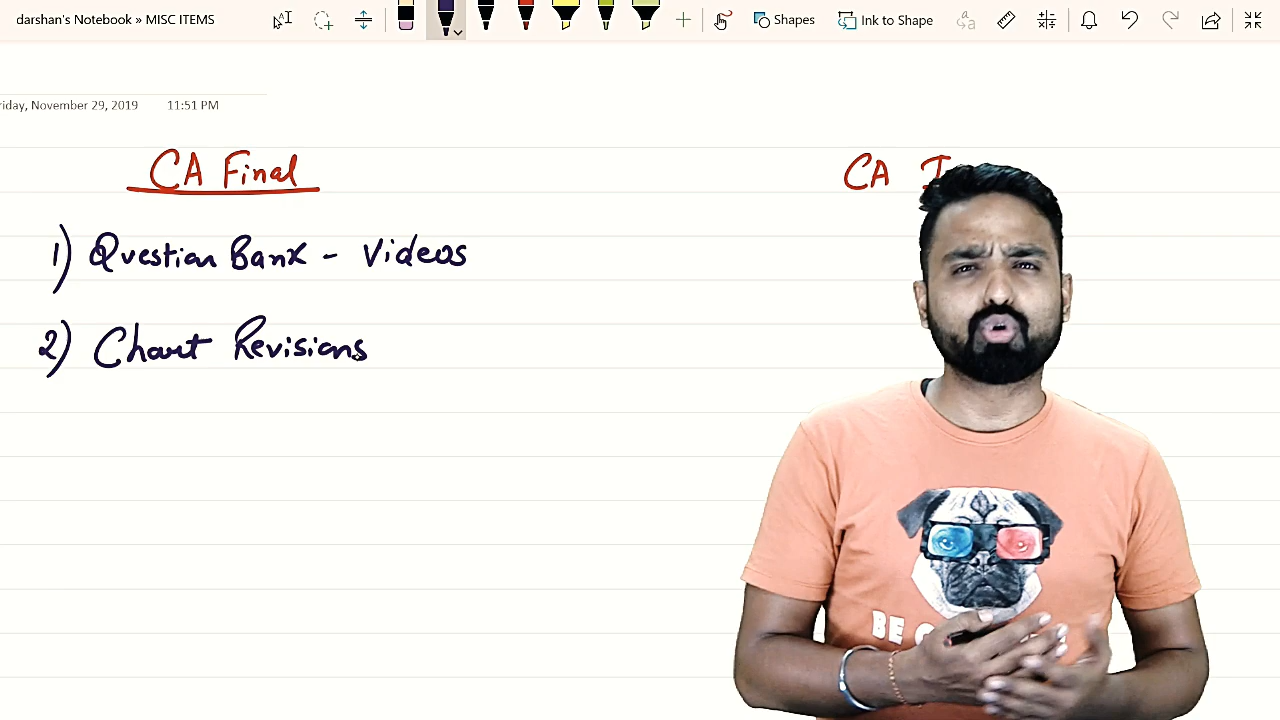 darshan's Notebook » MISC ITEMS
Shapes
Ink to Shape
riday, November 29, 2019 11:51 PM
CA Final
CA I
1) Question Bank - Videos
2) Chart Revisions
BE